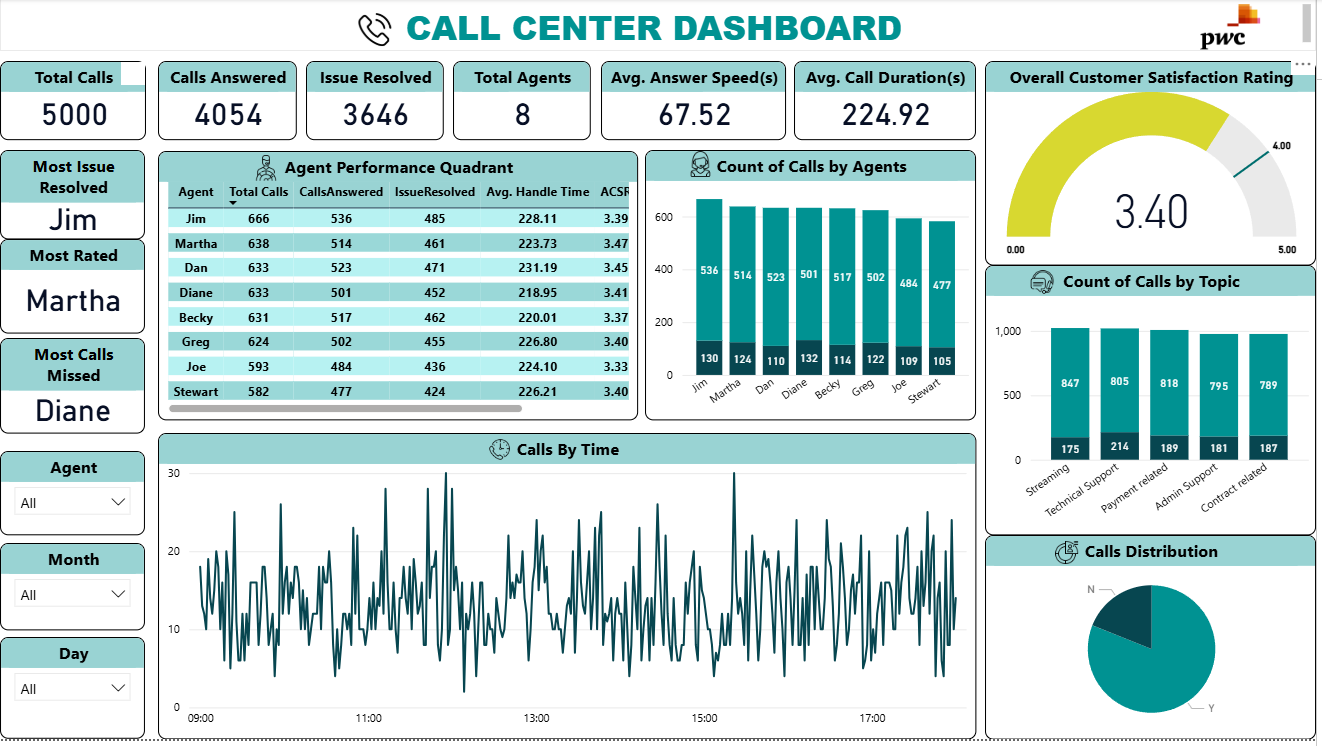 CALL CENTER DASHBOARD
pwc
Total Calls
5000
Calls Answered
4054
Issue Resolved
3646
Total Agents
8
Avg. Answer Speed(s)
67.52
Avg. Call Duration(s)
224.92
Overall Customer Satisfaction Rating
4.00
3.40
0.00
5.00
Most Issue
Resolved
Jim
Most Rated
Martha
Most Calls
Missed
Diane
Agent
All
Month
All
Day
All
Agent Performance Quadrant
Agent Total Calls CallsAnswered IssueResolved Avg. Handle Time ACSR
Jim 666 536 485 228.11 3.39
Martha 638 514 461 223.73 3.47
Dan 633 523 471 231.19 3.45
Diane 633 501 452 218.95 3.41
Becky 631 517 462 220.01 3.37
Greg 624 502 455 226.80 3.40
Joe 593 484 436 224.10 3.33
Stewart 582 477 424 226.21 3.40
Count of Calls by Agents
600
400
200
0
536 514 523 501 517 502 484 477
130 124 110 132 114 122 109 105
Jim Martha Dan Diane Becky Greg Joe Stewart
Count of Calls by Topic
1,000
500
0
847 805 818 795 789
175 214 189 181 187
Streaming Technical Support Payment related Admin Support Contract related
Calls By Time
30
20
10
0
09:00 11:00 13:00 15:00 17:00
Calls Distribution
N
Y